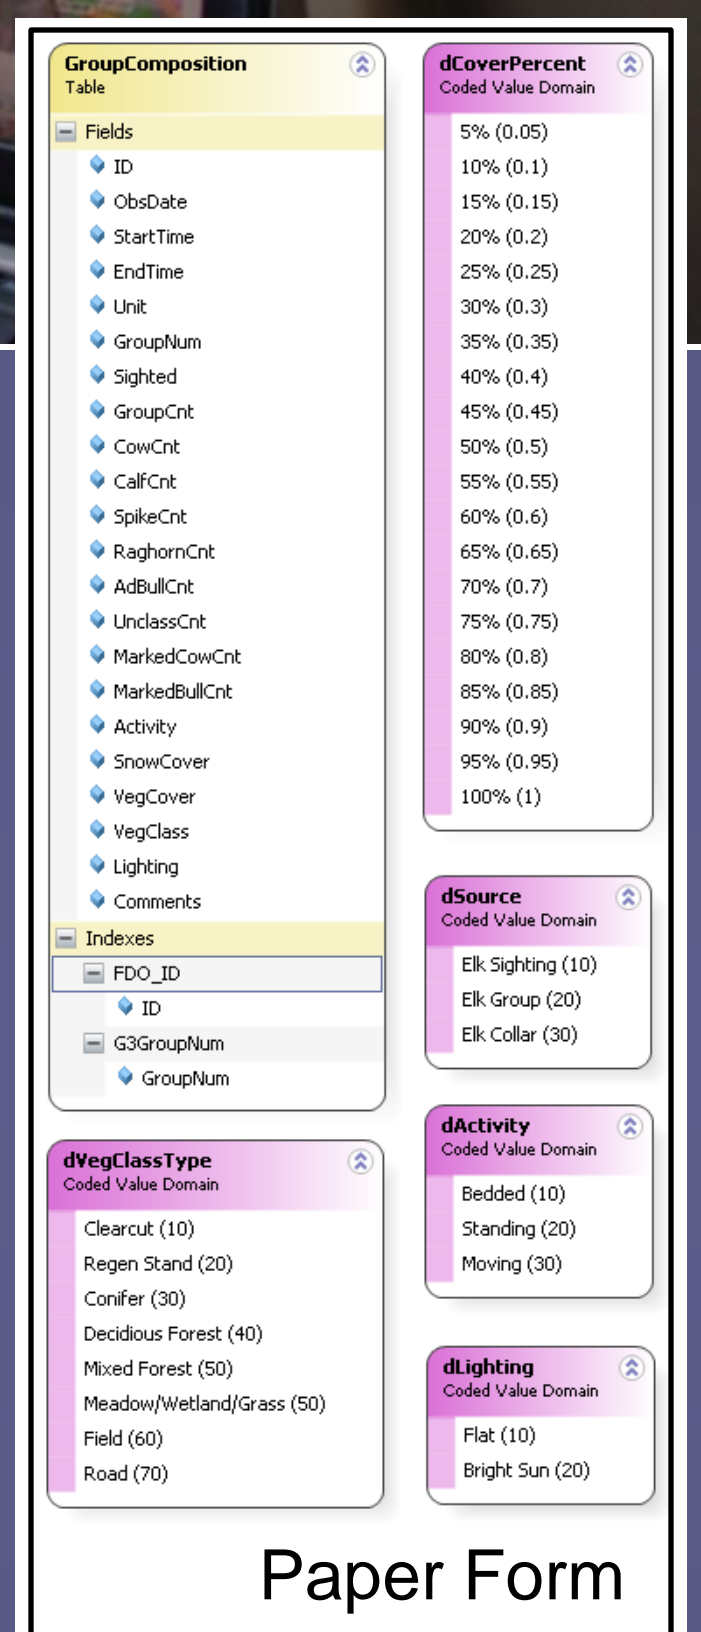 GroupComposition
Table
Fields
ID
ObsDate
StartTime
EndTime
Unit
GroupNum
Sighted
GroupCnt
CowCnt
CalfCnt
SpikeCnt
RaghornCnt
AdBullCnt
UnclassCnt
MarkedCowCnt
MarkedBullCnt
Activity
SnowCover
VegCover
VegClass
Lighting
Comments
Indexes
FDO_ID
ID
G3GroupNum
GroupNum
dVegClassType
Coded Value Domain
Clearcut (10)
Regen Stand (20)
Conifer (30)
Decidious Forest (40)
Mixed Forest (50)
Meadow/Wetland/Grass (50)
Field (60)
Road (70)
dCoverPercent
Coded Value Domain
5% (0.05)
10% (0.1)
15% (0.15)
20% (0.2)
25% (0.25)
30% (0.3)
35% (0.35)
40% (0.4)
45% (0.45)
50% (0.5)
55% (0.55)
60% (0.6)
65% (0.65)
70% (0.7)
75% (0.75)
80% (0.8)
85% (0.85)
90% (0.9)
95% (0.95)
100% (1)
dSource
Coded Value Domain
Elk Sighting (10)
Elk Group (20)
Elk Collar (30)
dActivity
Coded Value Domain
Bedded (10)
Standing (20)
Moving (30)
dLighting
Coded Value Domain
Flat (10)
Bright Sun (20)
Paper Form